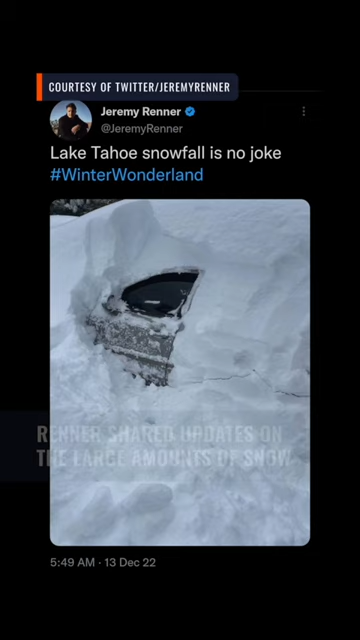 COURTESY OF TWITTER/JEREMYRENNER
Jeremy Renner
@JeremyRenner
Lake Tahoe snowfall is no joke
#WinterWonderland
RENNER SHARED UPDATES ON
THE LARGE AMOUNTS OF SNOW
5:49 AM · 13 Dec 22